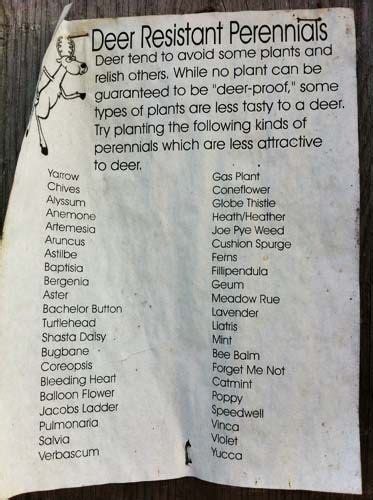 Deer Resistant Perennials
Deer tend to avoid some plants and
relish others. While no plant can be
guaranteed to be "deer-proof," some
types of plants are less tasty to a deer.
Try planting the following kinds of
perennials which are less attractive
to deer.
Yarrow
Chives
Alyssum
Anemone
Artemesia
Aruncus
Astilbe
Baptisia
Bergenia
Aster
Bachelor Button
Turtlehead
Shasta Daisy
Bugbane
Coreopsis
Bleeding Heart
Balloon Flower
Jacobs Ladder
Pulmonaria
Salvia
Verbascum
Gas Plant
Coneflower
Globe Thistle
Heath/Heather
Joe Pye Weed
Cushion Spurge
Ferns
Fillipendula
Geum
Meadow Rue
Lavender
Liatris
Mint
Bee Balm
Forget Me Not
Catmint
Poppy
Speedwell
Vinca
Violet
Yucca